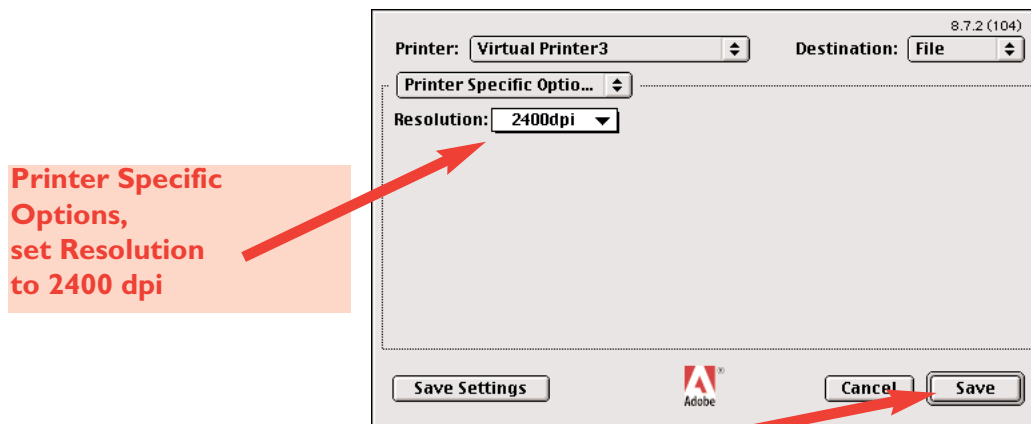 8.7.2 (104)
Printer: Virtual Printer3 Destination: File
Printer Specific Optio...
Resolution: 2400dpi
Printer Specific
Options,
set Resolution
to 2400 dpi
Save Settings Adobe® Cancel Save